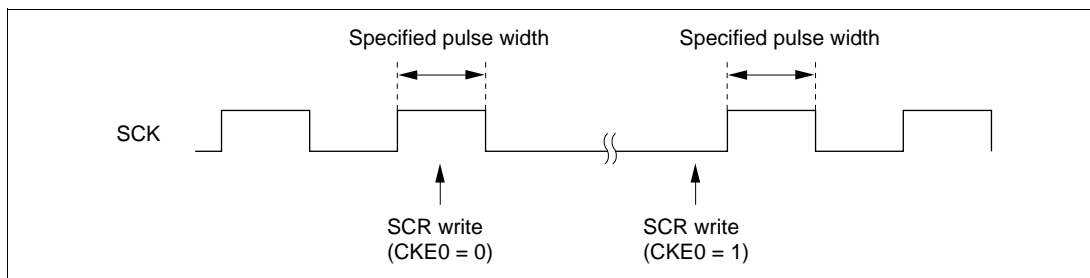 Specified pulse width
Specified pulse width
SCK
SCR write
(CKE0 = 0)
SCR write
(CKE0 = 1)